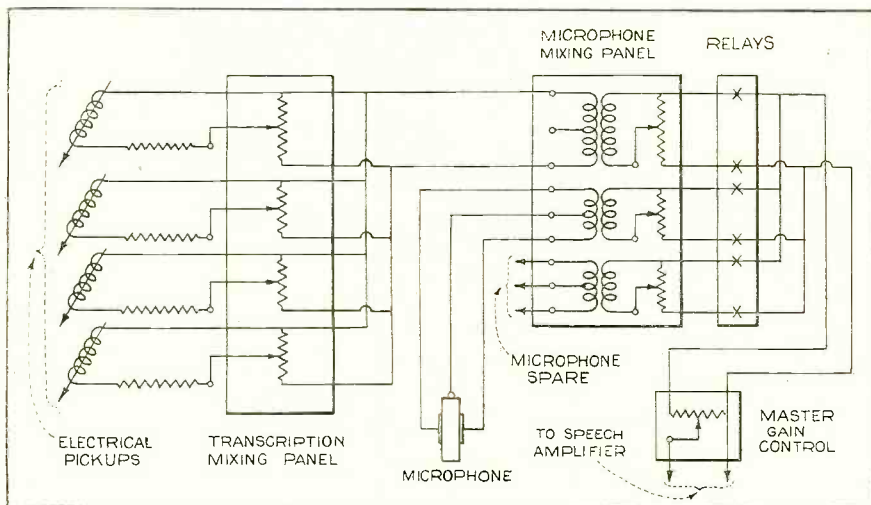 MICROPHONE
MIXING PANEL
RELAYS
MICROPHONE
SPARE
ELECTRICAL
PICKUPS
TRANSCRIPTION
MIXING PANEL
MICROPHONE
TO SPEECH
AMPLIFIER
MASTER
GAIN
CONTROL